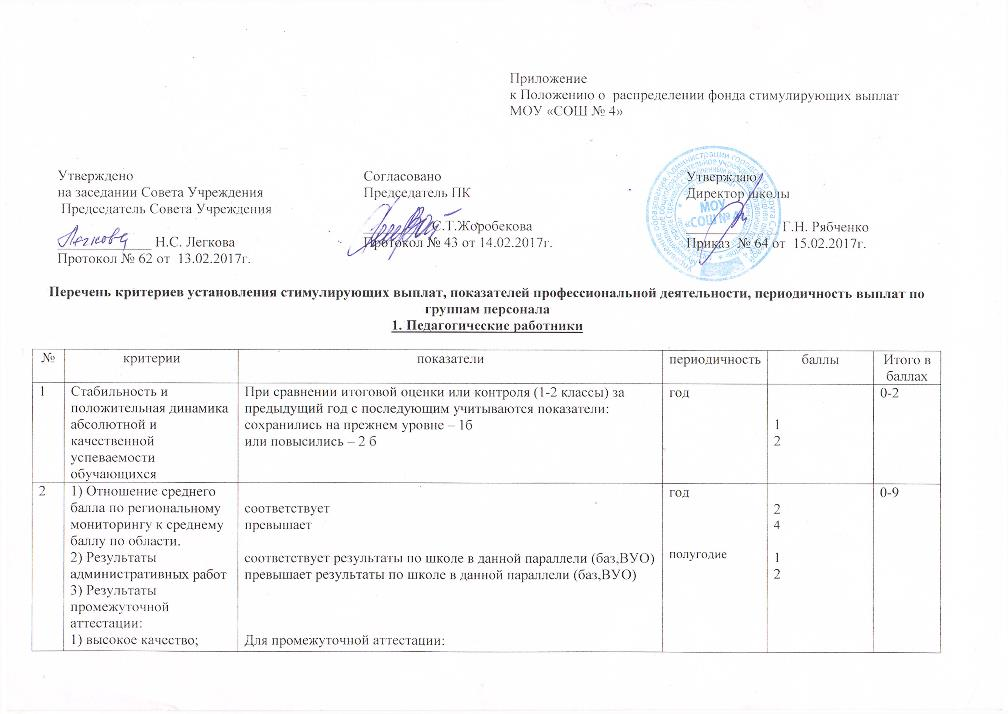 Приложение
к Положению о распределении фонда стимулирующих выплат
МОУ «СОШ № 4»
Утверждено
на заседании Совета Учреждения
Председатель Совета Учреждения
Легкова
____________ Н.С. Легкова
Протокол № 62 от 13.02.2017г.
Согласовано
Председатель ПК
С.Т.Жоробекова
Протокол № 43 от 14.02.2017г.
Утверждаю
Директор школы
Г.Н. Рябченко
Приказ № 64 от 15.02.2017г.
МОУ
«СОШ № 4»
Перечень критериев установления стимулирующих выплат, показателей профессиональной деятельности, периодичность выплат по
группам персонала
1. Педагогические работники
№ критерии показатели периодичность баллы Итого в
баллах
1 Стабильность и
положительная динамика
абсолютной и
качественной
успеваемости
обучающихся
При сравнении итоговой оценки или контроля (1-2 классы) за
предыдущий год с последующим учитываются показатели:
сохранились на прежнем уровне – 1б
или повысились – 2 б
год
1
2
0-2
2 1) Отношение среднего
балла по региональному
мониторингу к среднему
баллу по области.
2) Результаты
административных работ
3) Результаты
промежуточной
аттестации:
1) высокое качество;
соответствует
превышает
соответствует результаты по школе в данной параллели (баз,ВУО)
превышает результаты по школе в данной параллели (баз,ВУО)
Для промежуточной аттестации:
год
полугодие
2
4
1
2
0-9